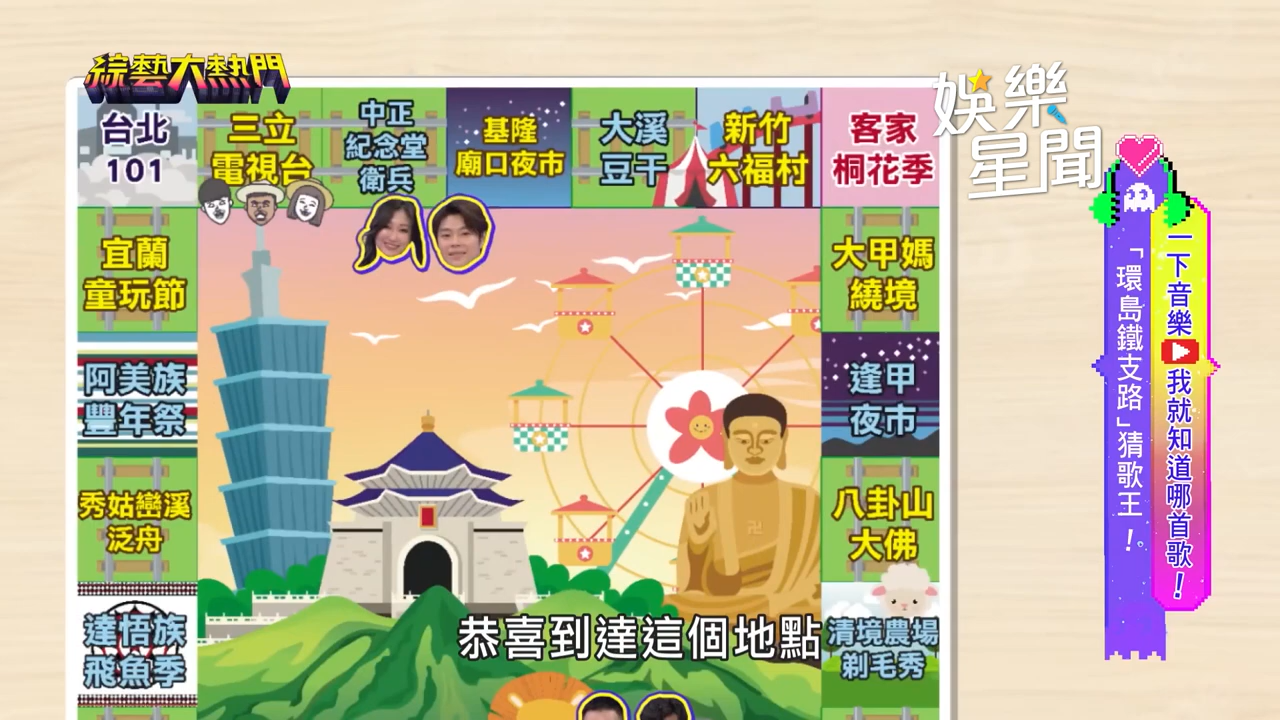 綜藝大熱門
娛樂
星聞
台北
101
三立
電視台
中正
紀念堂
衛兵
基隆
廟口夜市
大溪
豆干
新竹
六福村
客家
桐花季
宜蘭
童玩節
大甲媽
繞境
阿美族
豐年祭
逢甲
夜市
秀姑巒溪
泛舟
八卦山
大佛
達悟族
飛魚季
清境農場
剃毛秀
卍
恭喜到達這個地點
一下音樂▶我就知道哪首歌!
「環島鐵支路」猜歌王!